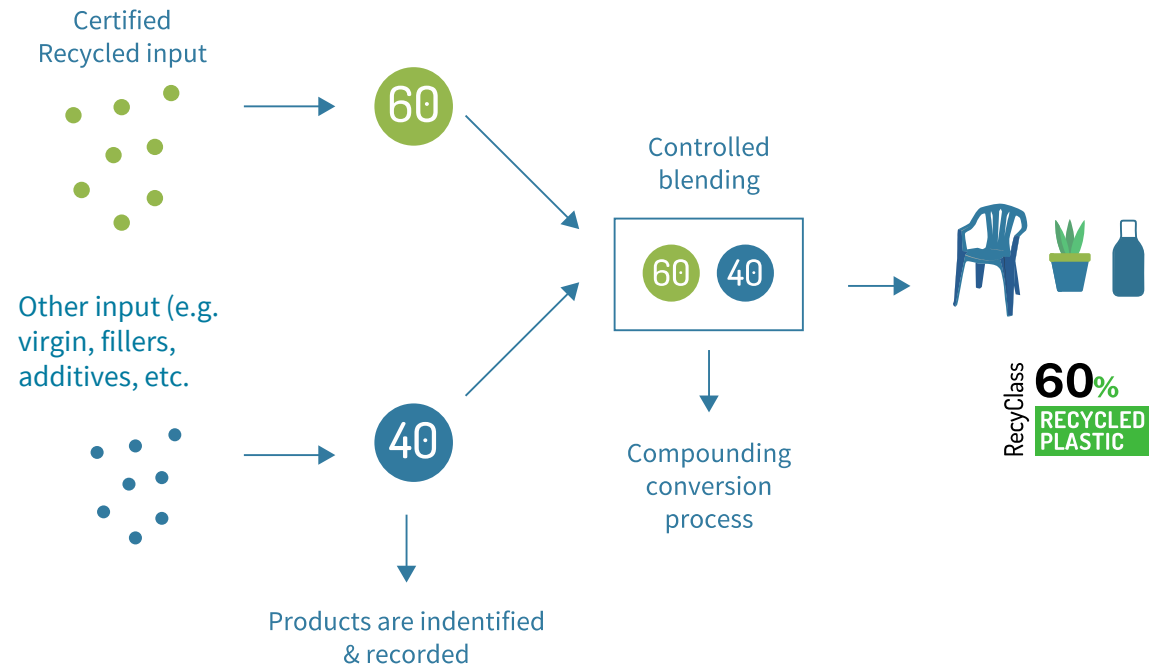 Certified
Recycled input
60
Controlled
blending
60 40
Other input (e.g.
virgin, fillers,
additives, etc.
40
Compounding
conversion
process
RecyClass
60%
RECYCLED
PLASTIC
Products are indentified
& recorded